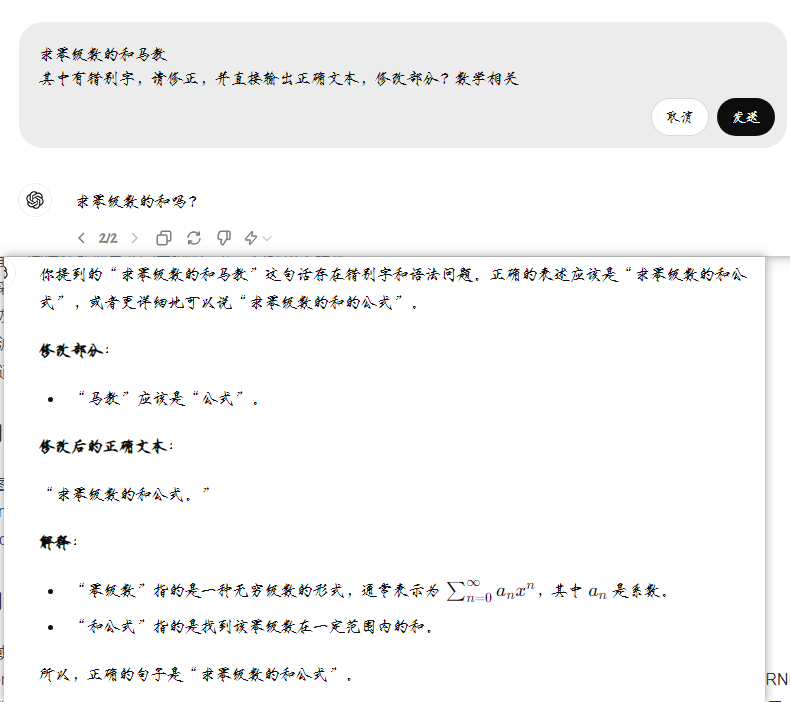 求幂级数的和马教
其中有错别字，请修正，并直接输出正确文本，修改部分？数学相关
取消
发送
求幂级数的和吗？
2/2
你提到的“求幂级数的和马教”这句话存在错别字和语法问题。正确的表述应该是“求幂级数的和公
式”，或者更详细地可以说“求幂级数的和的公式”。
修改部分：
• “马教”应该是“公式”。
修改后的正确文本：
“求幂级数的和公式。”
解释：
• “幂级数”指的是一种无穷级数的形式，通常表示为 ∑_{n=0}^{∞} a_n x^n，其中 a_n 是系数。
• “和公式”指的是找到该幂级数在一定范围内的和。
所以，正确的句子是“求幂级数的和公式”。
RN